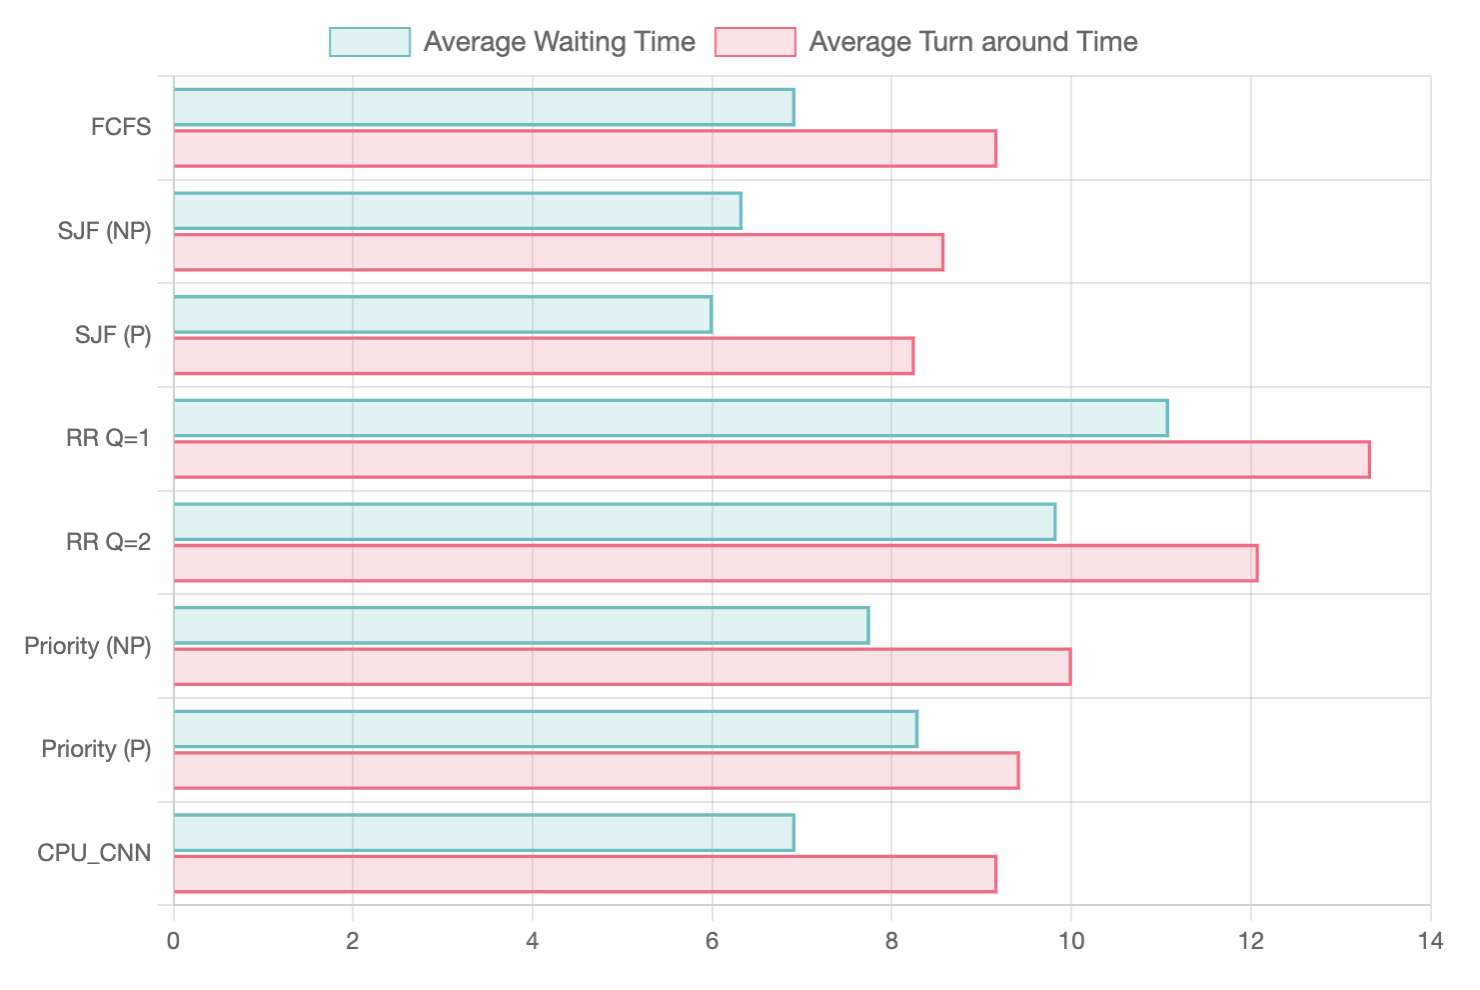 Average Waiting Time Average Turn around Time
FCFS
SJF (NP)
SJF (P)
RR Q=1
RR Q=2
Priority (NP)
Priority (P)
CPU_CNN
0 2 4 6 8 10 12 14